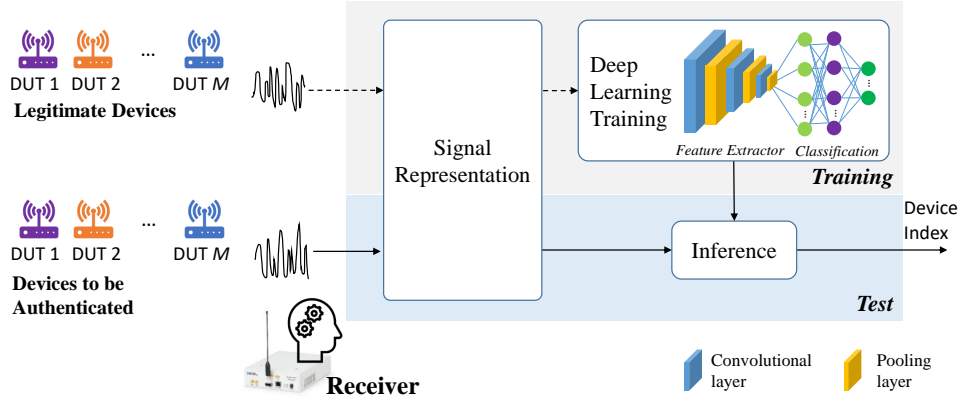 DUT 1 DUT 2 ... DUT M
Legitimate Devices
Signal
Representation
Deep
Learning
Training
Feature Extractor Classification
Training
DUT 1 DUT 2 ... DUT M
Devices to be
Authenticated
Inference
Device
Index
Test
Receiver
Convolutional
layer
Pooling
layer